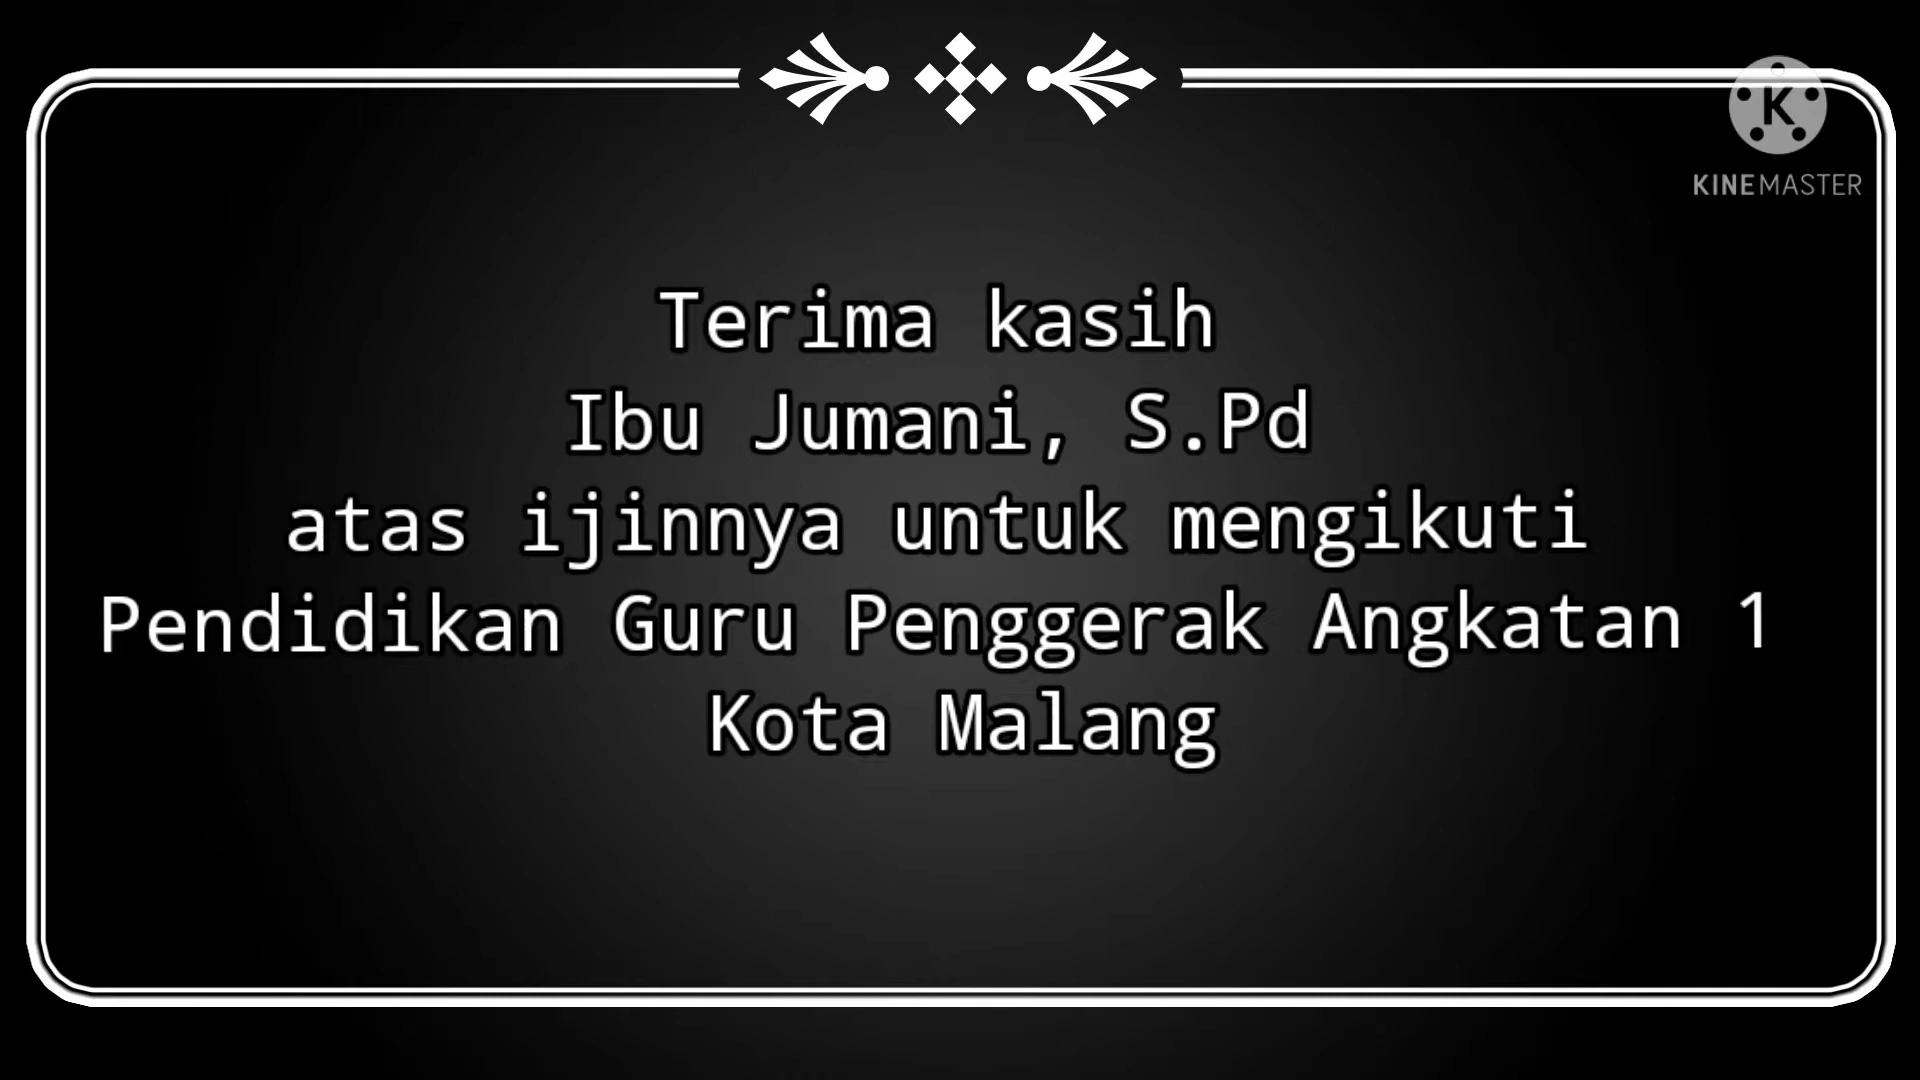 K
KINEMASTER
Terima kasih
Ibu Jumani, S.Pd
atas ijinnya untuk mengikuti
Pendidikan Guru Penggerak Angkatan 1
Kota Malang